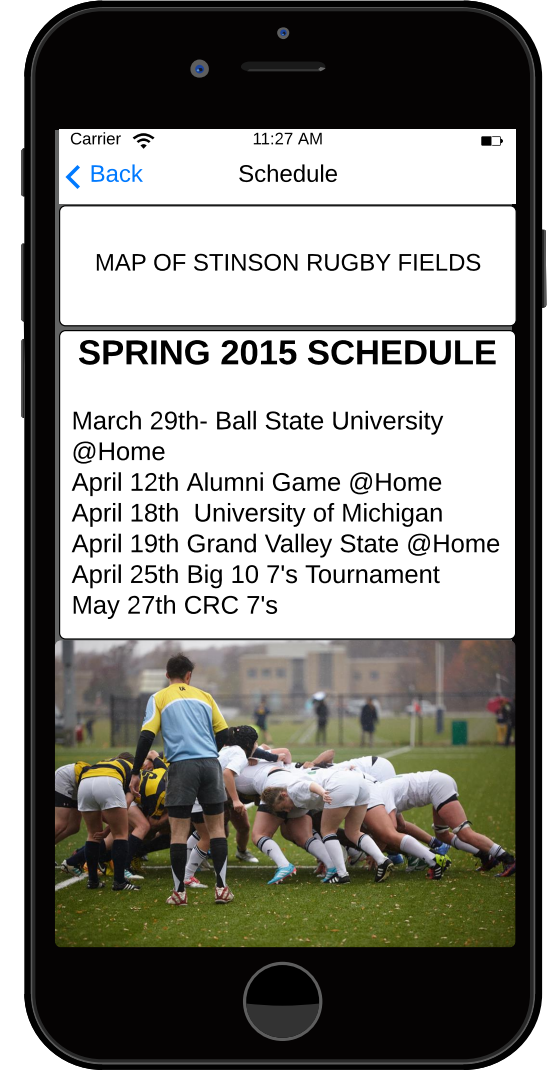 Carrier 11:27 AM
Back Schedule
MAP OF STINSON RUGBY FIELDS
SPRING 2015 SCHEDULE
March 29th- Ball State University
@Home
April 12th Alumni Game @Home
April 18th  University of Michigan
April 19th Grand Valley State @Home
April 25th Big 10 7's Tournament
May 27th CRC 7's